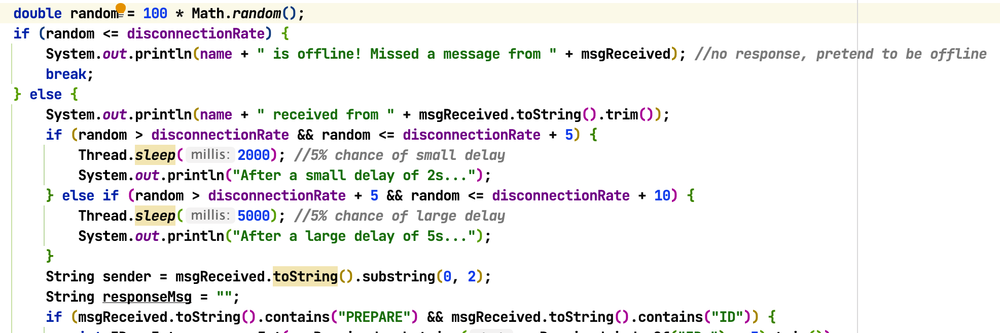 double random = 100 * Math.random();
if (random <= disconnectionRate) {
System.out.println(name + " is offline! Missed a message from " + msgReceived); //no response, pretend to be offline
break;
} else {
System.out.println(name + " received from " + msgReceived.toString().trim());
if (random > disconnectionRate && random <= disconnectionRate + 5) {
Thread.sleep( millis: 2000); //5% chance of small delay
System.out.println("After a small delay of 2s...");
} else if (random > disconnectionRate + 5 && random <= disconnectionRate + 10) {
Thread.sleep( millis: 5000); //5% chance of large delay
System.out.println("After a large delay of 5s...");
}
String sender = msgReceived.toString().substring(0, 2);
String responseMsg = "";
if (msgReceived.toString().contains("PREPARE") && msgReceived.toString().contains("ID")) {